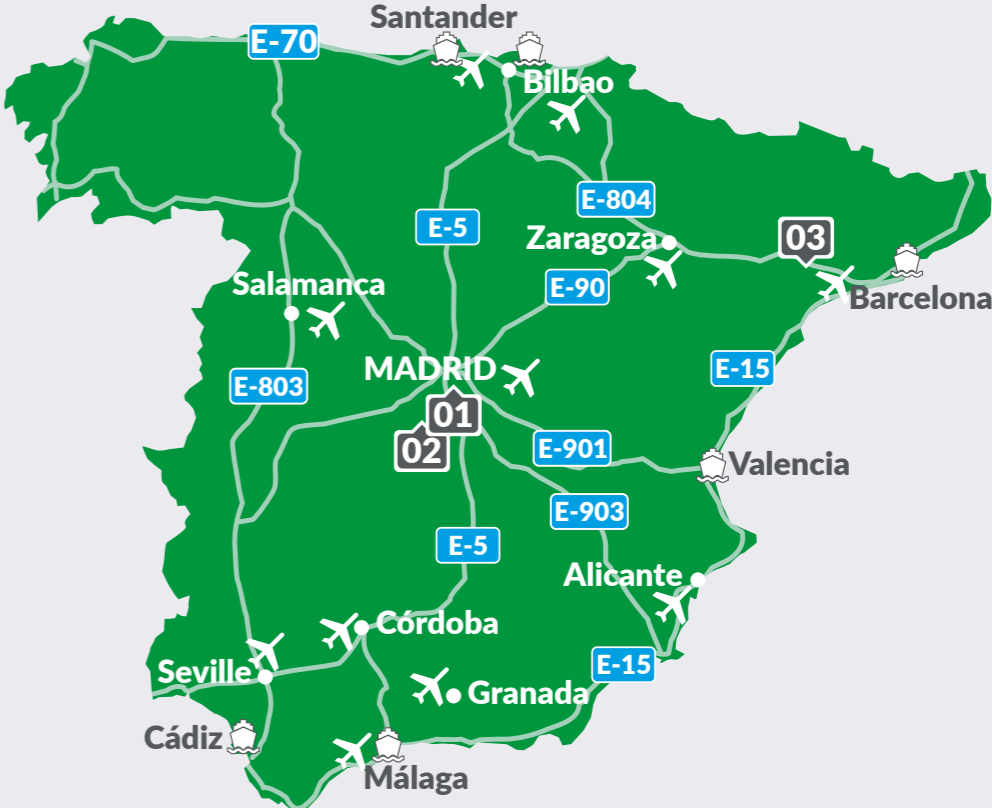 Santander
E-70
Bilbao
E-804
E-5
Zaragoza
03
Salamanca
E-90
Barcelona
MADRID
E-15
E-803
01
02
E-901
Valencia
E-903
E-5
Alicante
Córdoba
Seville
E-15
Granada
Cádiz
Málaga